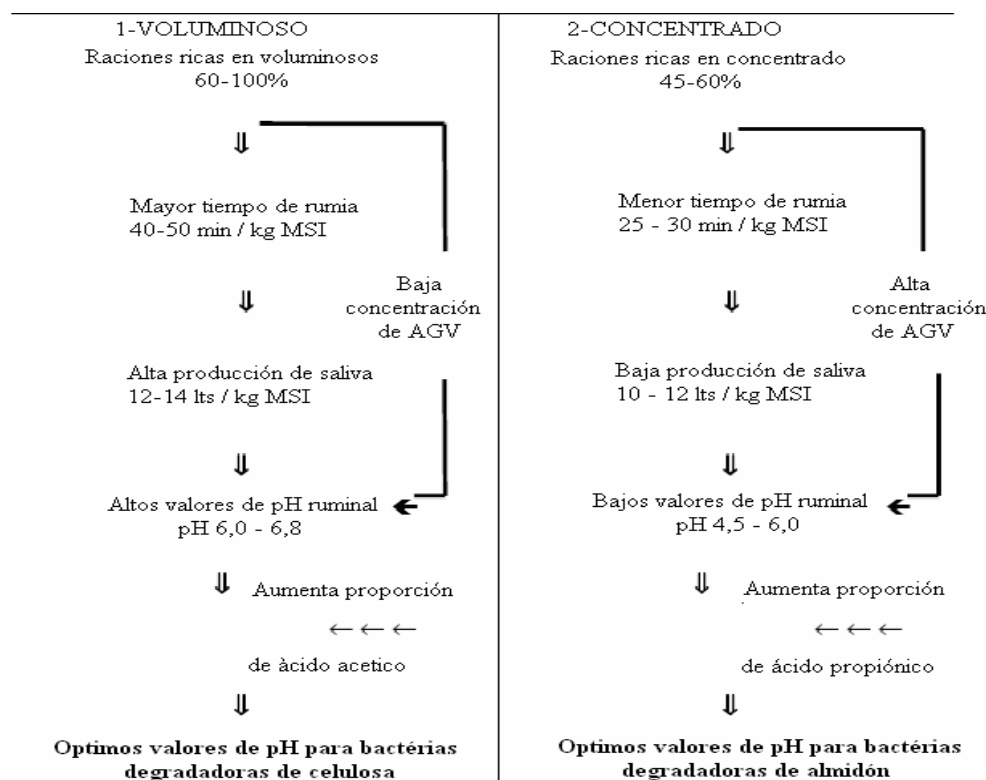 1-VOLUMINOSO
Raciones ricas en voluminosos
60-100%
⇓
Mayor tiempo de rumia
40-50 min / kg MSI
⇓
Baja
concentración
de AGV
Alta producción de saliva
12-14 lts / kg MSI
⇓
Altos valores de pH ruminal
pH 6,0 - 6,8
⇓ Aumenta proporción
← ← ←
de àcido acetico
⇓
Optimos valores de pH para bactérias
degradadoras de celulosa
2-CONCENTRADO
Raciones ricas en concentrado
45-60%
⇓
Menor tiempo de rumia
25 - 30 min / kg MSI
⇓
Alta
concentración
de AGV
Baja producción de saliva
10 - 12 lts / kg MSI
⇓
Bajos valores de pH ruminal
pH 4,5 - 6,0
⇓ Aumenta proporción
← ← ←
de ácido propiónico
⇓
Optimos valores de pH para bactérias
degradadoras de almidón